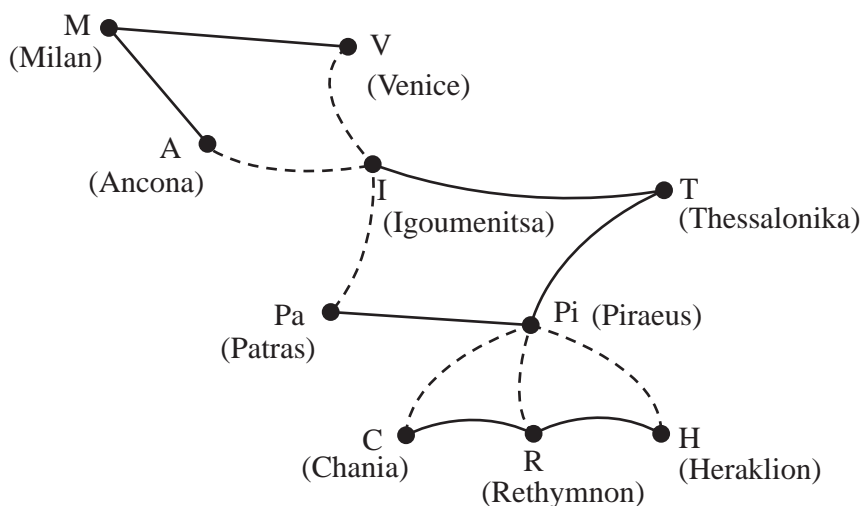 M
(Milan)
V
(Venice)
A
(Ancona)
I
(Igoumenitsa)
T
(Thessalonika)
Pa
(Patras)
Pi (Piraeus)
C
(Chania)
R
(Rethymnon)
H
(Heraklion)